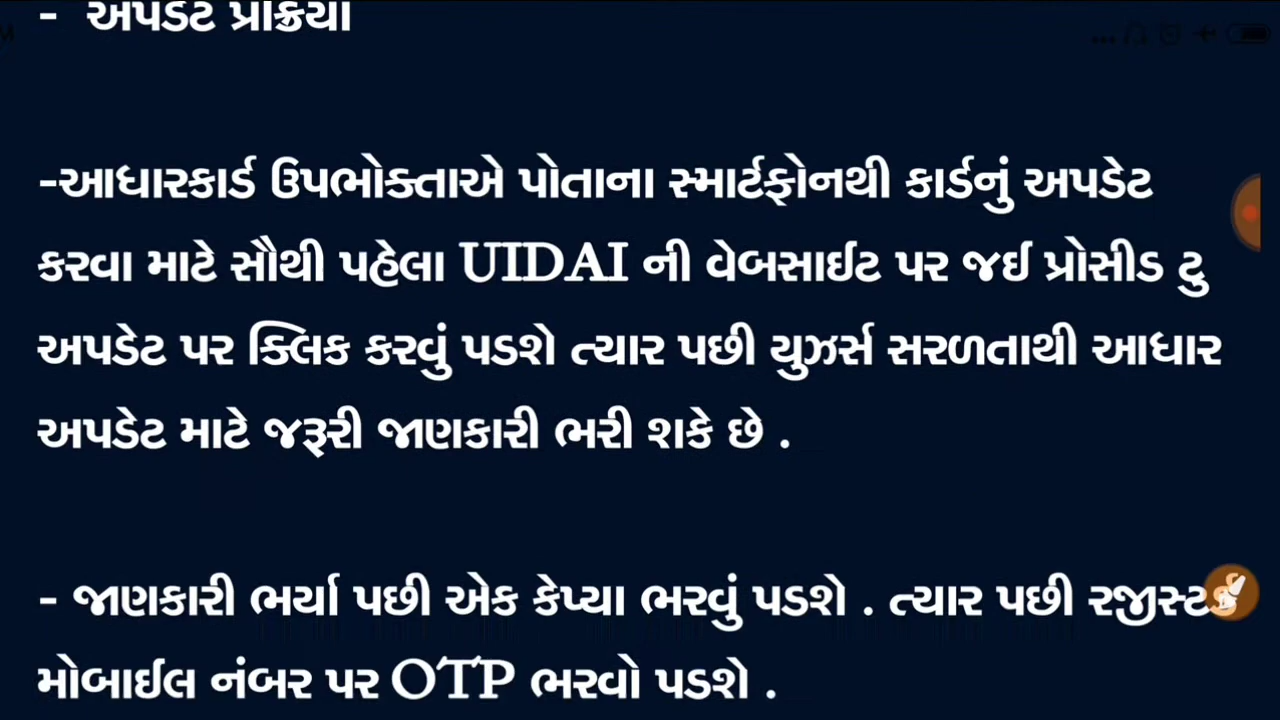 - અપડેટ પ્રક્રિયા
-આધારકાર્ડ ઉપભોક્તાએ પોતાના સ્માર્ટફોનથી કાર્ડનું અપડેટ
કરવા માટે સૌથી પહેલા UIDAI ની વેબસાઈટ પર જઈ પ્રોસીડ ટુ
અપડેટ પર ક્લિક કરવું પડશે ત્યાર પછી યુઝર્સ સરળતાથી આધાર
અપડેટ માટે જરૂરી જાણકારી ભરી શકે છે .
- જાણકારી ભર્યા પછી એક કેપ્ચા ભરવું પડશે . ત્યાર પછી
મોબાઈલ નંબર પર OTP ભરવો પડશે .